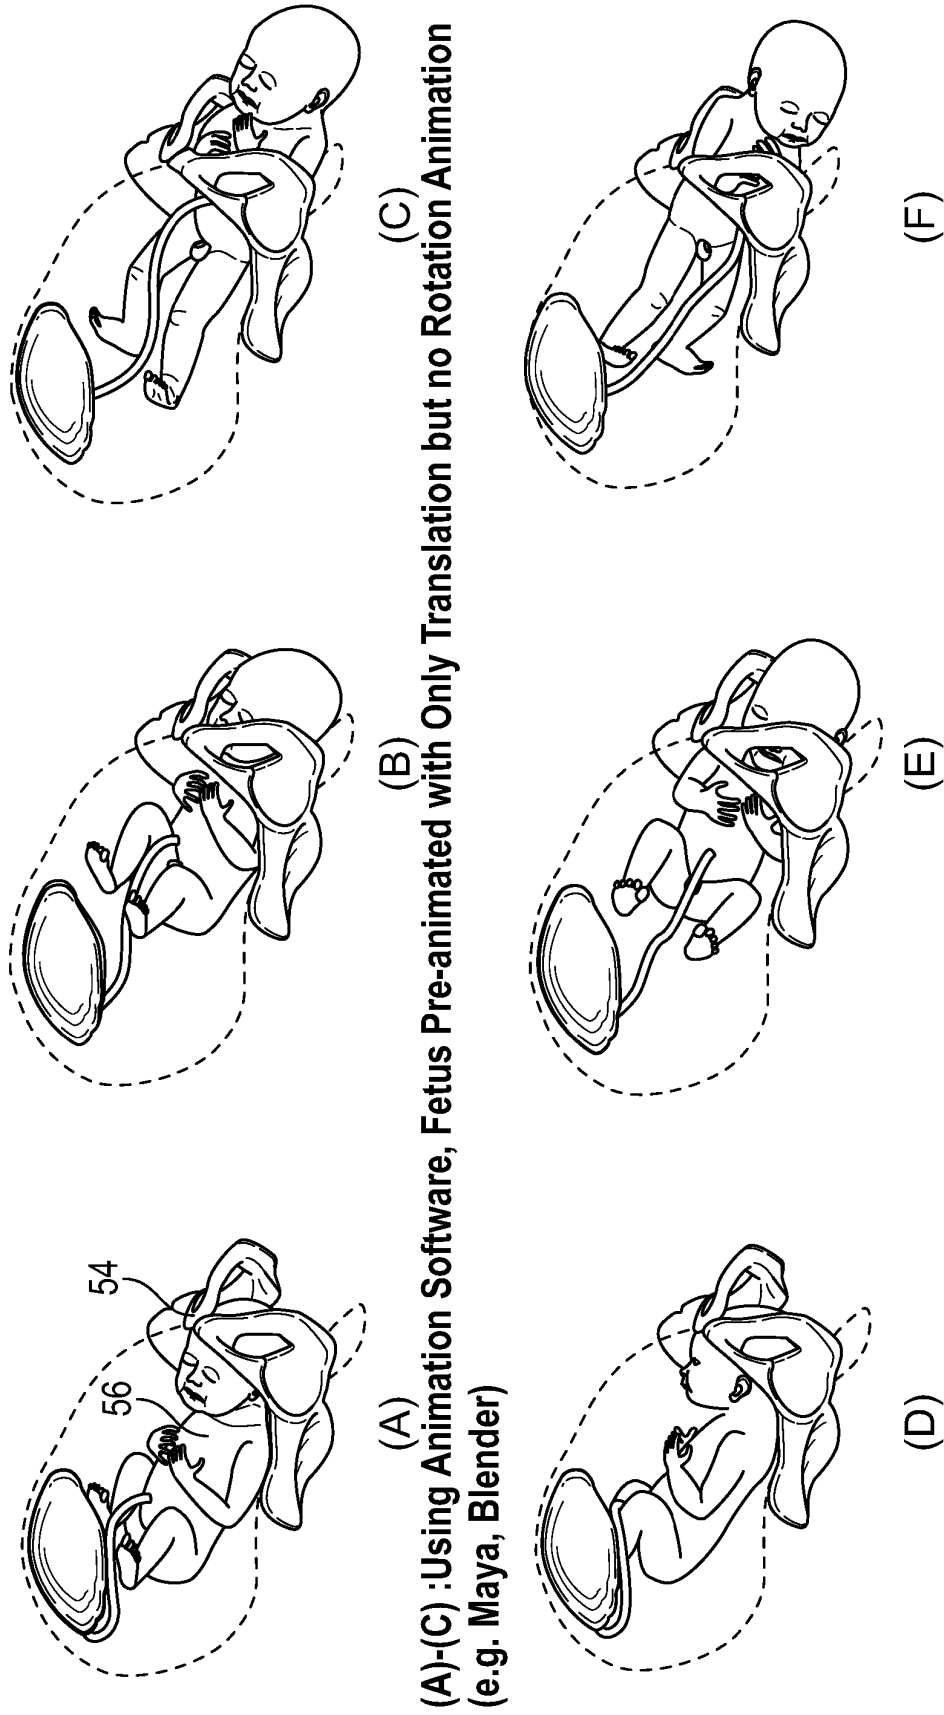 54
56
(A)
(B)
(C)
(A)-(C) :Using Animation Software, Fetus Pre-animated with Only Translation but no Rotation Animation
(e.g. Maya, Blender)
(D)
(E)
(F)